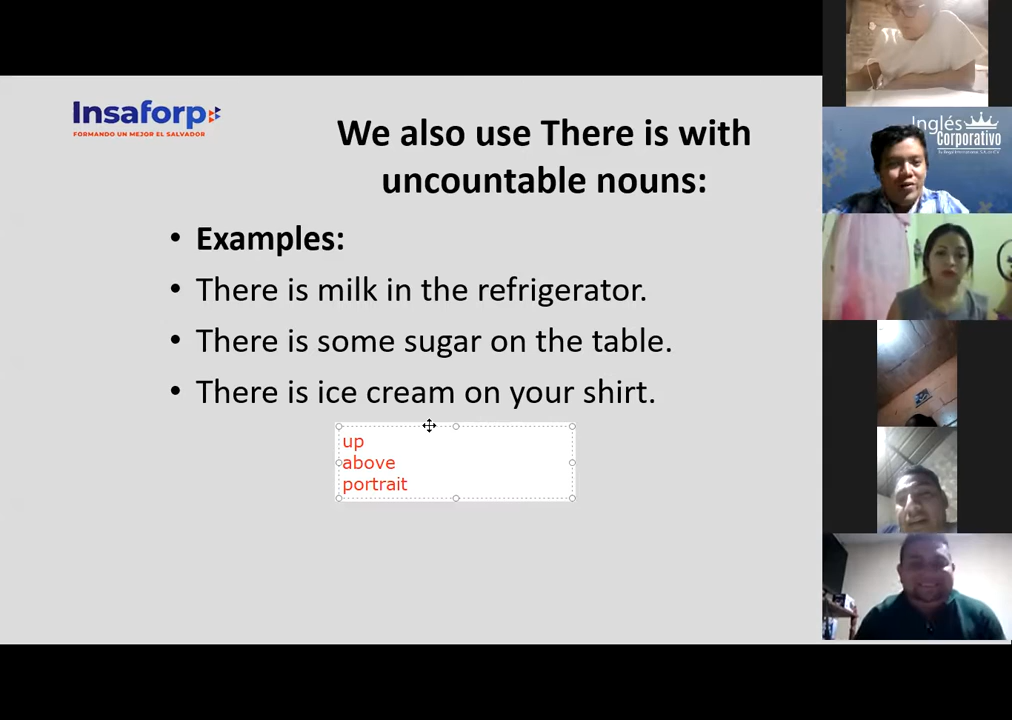 Insaforp
FORMANDO UN MEJOR EL SALVADOR
We also use There is with
uncountable nouns:
• Examples:
• There is milk in the refrigerator.
• There is some sugar on the table.
• There is ice cream on your shirt.
up
above
portrait
Inglés
Corporativo